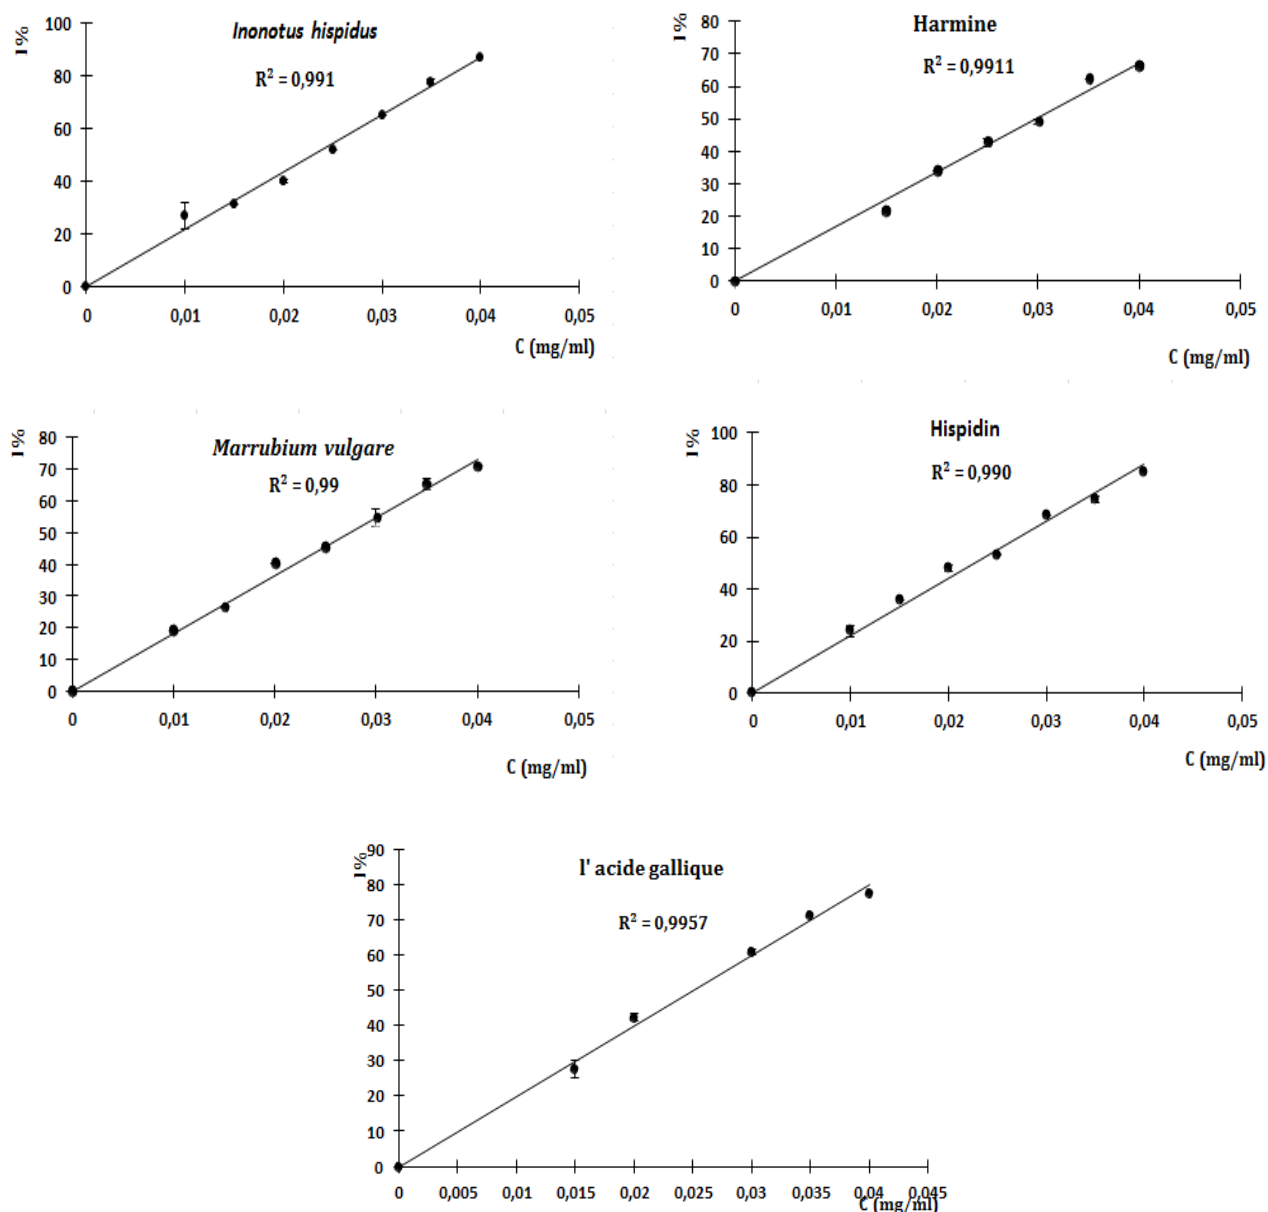 I%
Inonotus hispidus
R² = 0,991
100
80
60
40
20
0
0 0,01 0,02 0,03 0,04 0,05
C (mg/ml)
I%
Harmine
R² = 0,9911
80
70
60
50
40
30
20
10
0
0 0,01 0,02 0,03 0,04 0,05
C (mg/ml)
I%
Marrubium vulgare
R² = 0,99
80
70
60
50
40
30
20
10
0
0 0,01 0,02 0,03 0,04 0,05
C (mg/ml)
I%
Hispidin
R² = 0,990
100
80
60
40
20
0
0 0,01 0,02 0,03 0,04 0,05
C (mg/ml)
I%
l' acide gallique
R² = 0,9957
90
80
70
60
50
40
30
20
10
0
0 0,005 0,01 0,015 0,02 0,025 0,03 0,035 0,04 0,045
C (mg/ml)